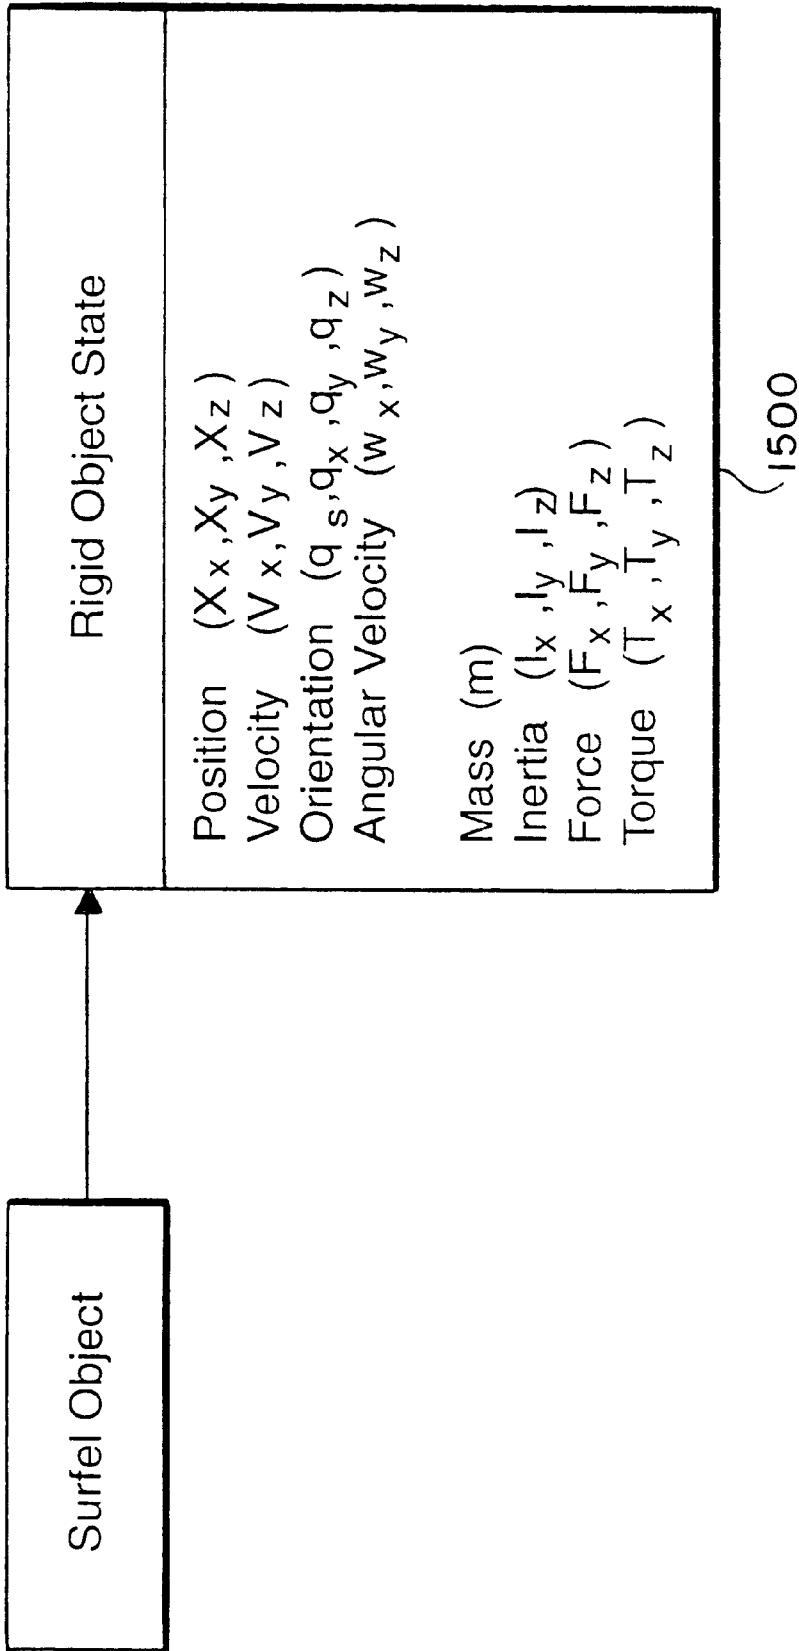 Surfel Object
Rigid Object State
Position (Xx ,Xy ,Xz )
Velocity (Vx,Vy ,Vz)
Orientation (qs,qx ,qy ,qz)
Angular Velocity (wx,wy ,wz )
Mass (m)
Inertia (Ix ,Iy ,Iz)
Force (Fx ,Fy ,Fz )
Torque (Tx ,Ty ,Tz )
1500